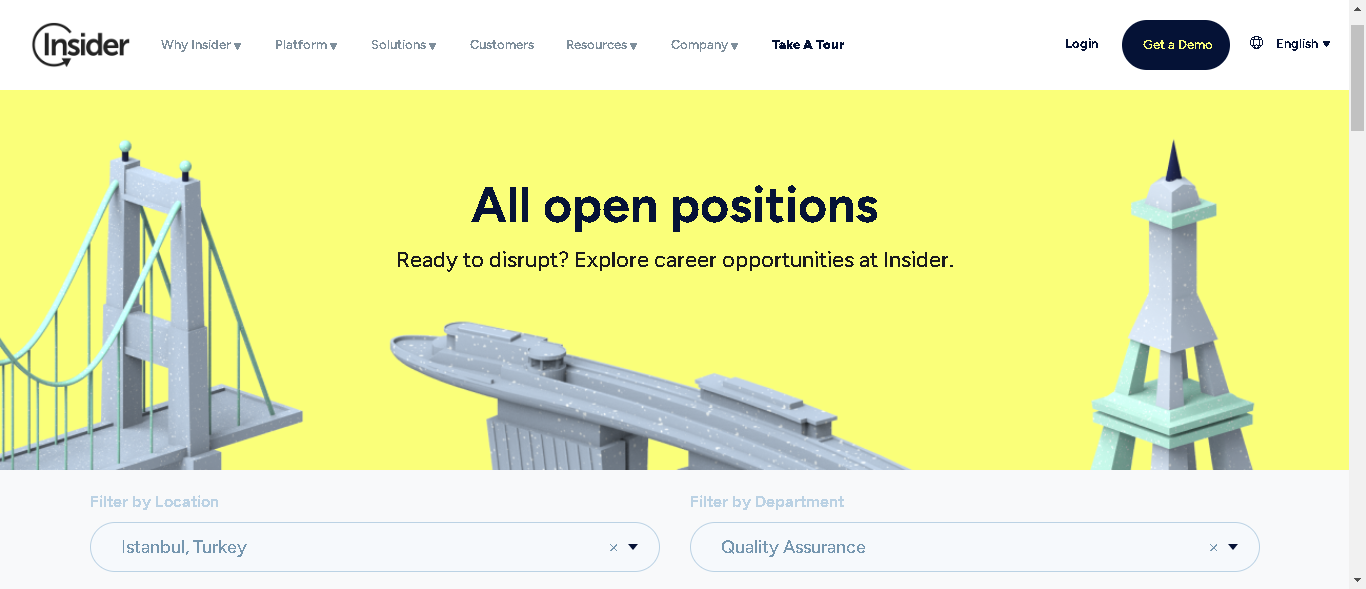 Insider
Why Insider ▾ Platform ▾ Solutions ▾ Customers Resources ▾ Company ▾ Take A Tour Login Get a Demo English ▾
All open positions
Ready to disrupt? Explore career opportunities at Insider.
Filter by Location Filter by Department
Istanbul, Turkey × Quality Assurance ×